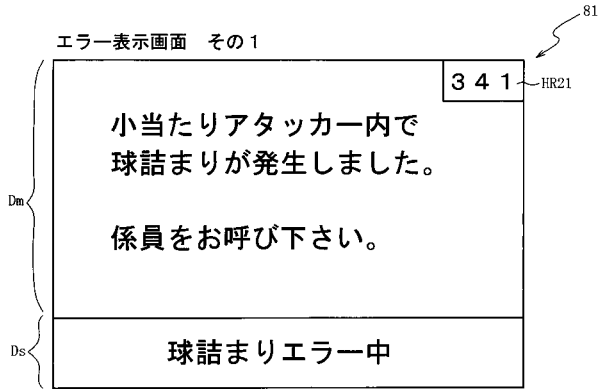 81
エラー表示画面　その1
341
HR21
小当たりアタッカー内で
球詰まりが発生しました。
係員をお呼び下さい。
Dm
球詰まりエラー中
Ds